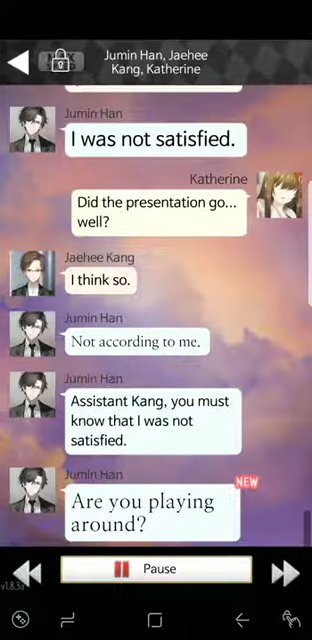 Jumin Han, Jaehee
Kang, Katherine
Jumin Han
I was not satisfied.
Katherine
Did the presentation go...
well?
Jaehee Kang
I think so.
Jumin Han
Not according to me.
Jumin Han
Assistant Kang, you must
know that I was not
satisfied.
Jumin Han
NEW
Are you playing
around?
Pause